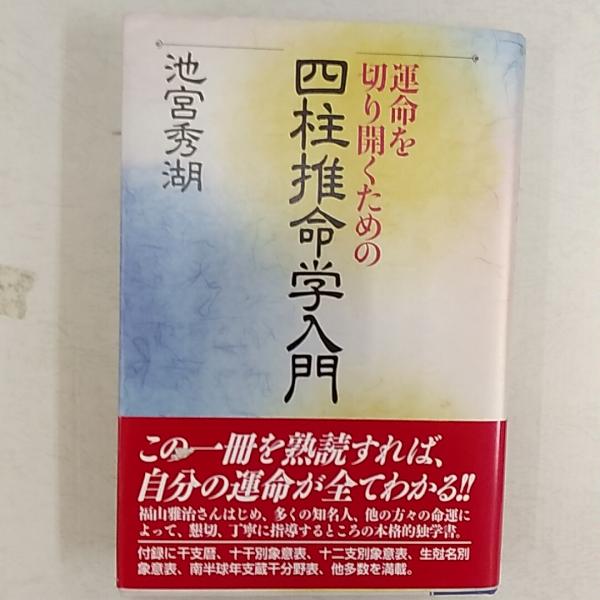 運命を
切り開くための
四柱推命学入門
池宮秀湖
この一冊を熟読すれば、
自分の運命が全てわかる!!
福山雅治さんはじめ、多くの知名人、他の方々の命運に
よって、懇切、丁寧に指導するところの本格的独学書。
付録に干支暦、十干別象意表、十二支別象意表、生尅名別
象意表、南半球年支蔵干分野表、他多数を満載。